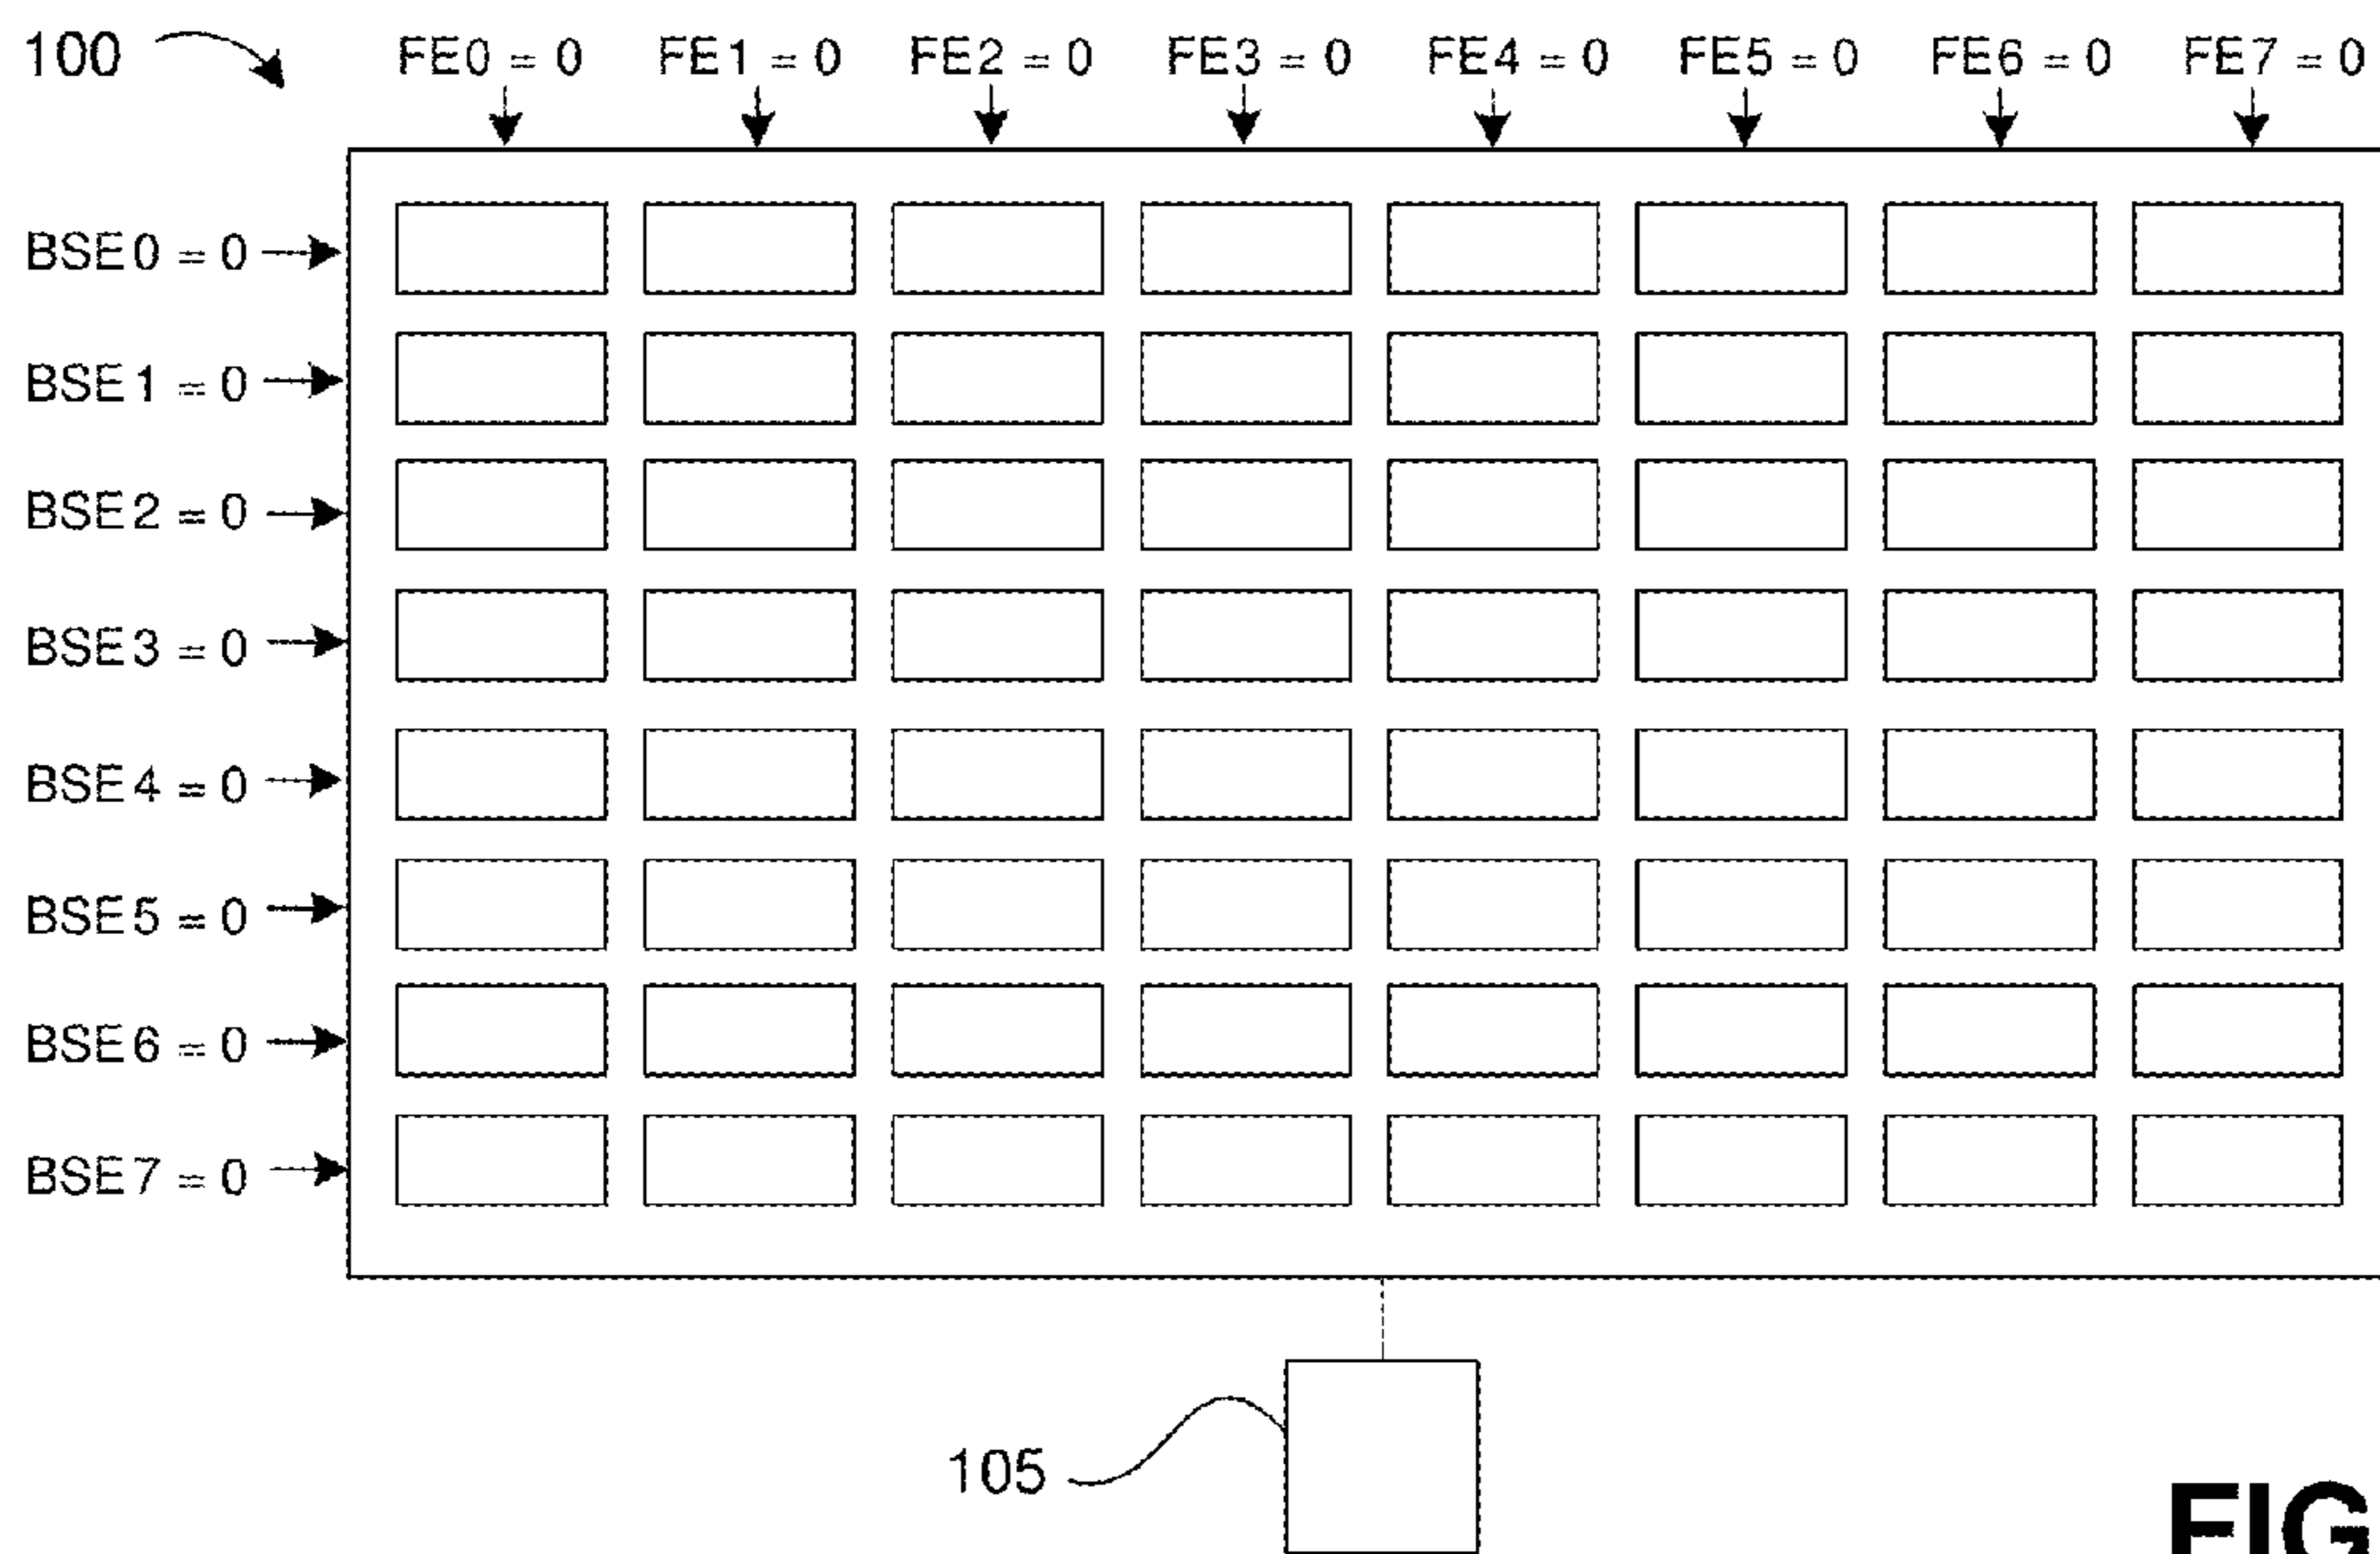 100 FE0 = 0 FE1 = 0 FE2 = 0 FE3 = 0 FE4 = 0 FE5 = 0 FE6 = 0 FE7 = 0
BSE0 = 0
BSE1 = 0
BSE2 = 0
BSE3 = 0
BSE4 = 0
BSE5 = 0
BSE6 = 0
BSE7 = 0
105
FIG